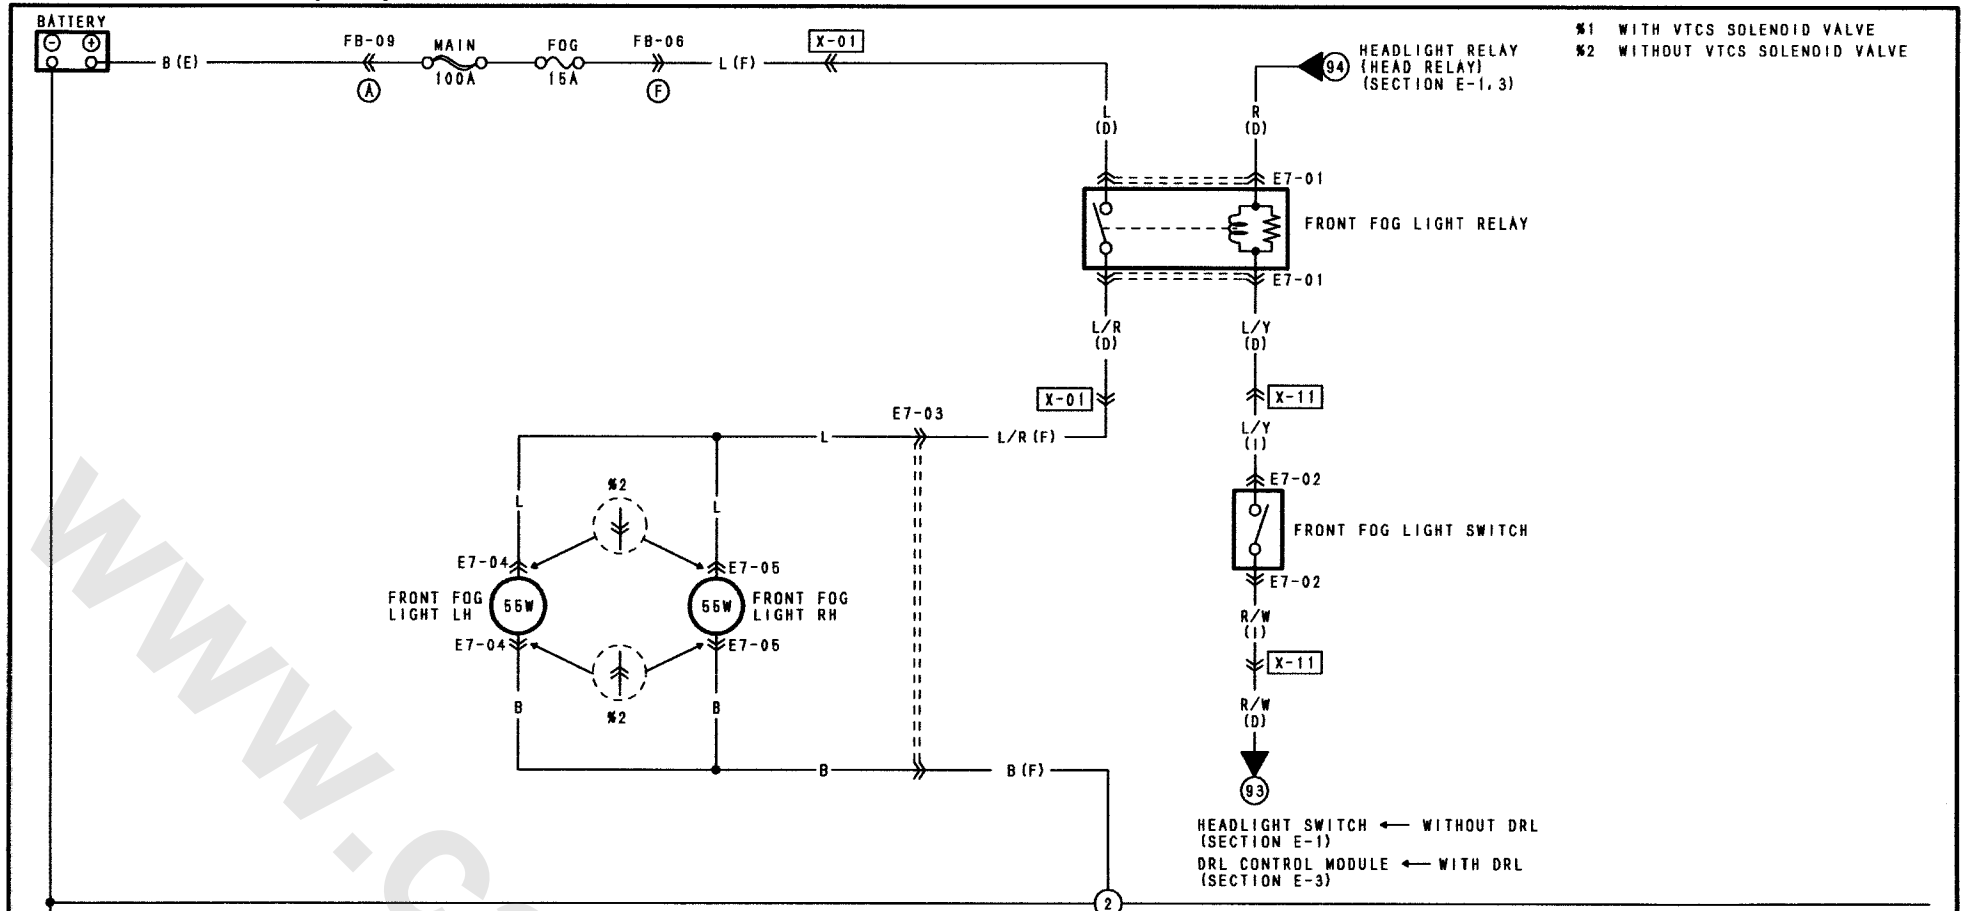 BATTERY
- +
B(E)
FB-09
A
MAIN
100A
FOG
15A
FB-06
F
L(F)
X-01
94
HEADLIGHT RELAY
(HEAD RELAY)
(SECTION E-1,3)
※1 WITH VTCS SOLENOID VALVE
※2 WITHOUT VTCS SOLENOID VALVE
L
(D)
R
(D)
E7-01
FRONT FOG LIGHT RELAY
E7-01
L/R
(D)
L/Y
(D)
X-01
X-11
E7-03
L
L/R(F)
L/Y
(I)
E7-02
※2
L
L
FRONT FOG LIGHT SWITCH
E7-04
E7-05
E7-02
FRONT FOG
LIGHT LH
55W
55W
FRONT FOG
LIGHT RH
E7-04
E7-05
R/W
(I)
X-11
※2
B
B
R/W
(D)
B
B(F)
93
HEADLIGHT SWITCH ← WITHOUT DRL
(SECTION E-1)
DRL CONTROL MODULE ← WITH DRL
(SECTION E-3)
2
www.c